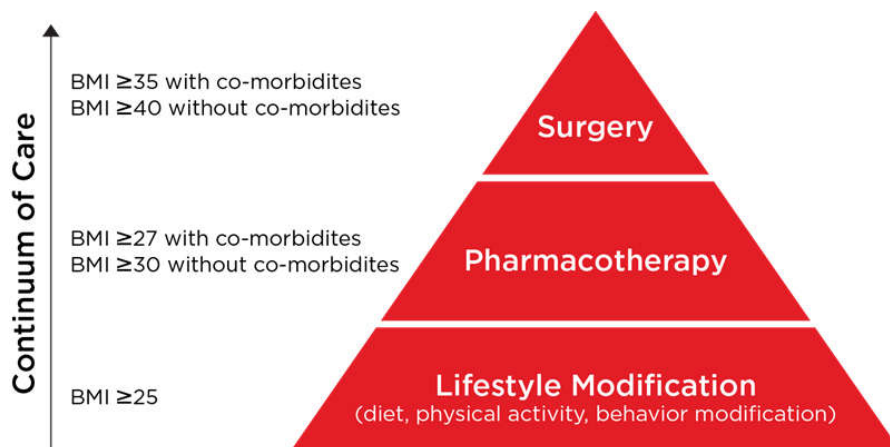 Continuum of Care
BMI ≥35 with co-morbidites
BMI ≥40 without co-morbidites
Surgery
BMI ≥27 with co-morbidites
BMI ≥30 without co-morbidites
Pharmacotherapy
BMI ≥25
Lifestyle Modification
(diet, physical activity, behavior modification)